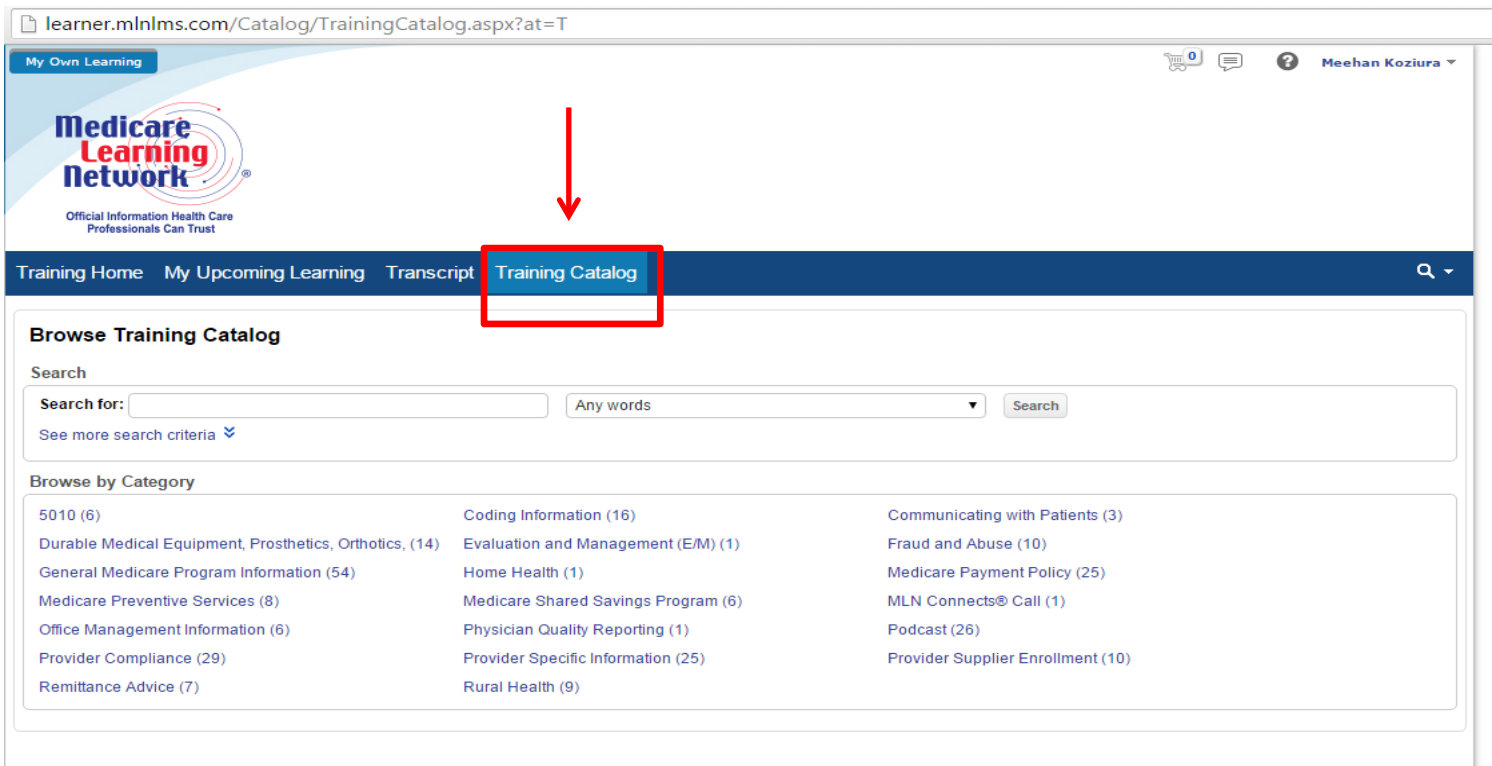 learner.mlnlms.com/Catalog/TrainingCatalog.aspx?at=T
My Own Learning
0
? Meehan Koziura
Medicare
Learning
Network ®
Official Information Health Care
Professionals Can Trust
Training Home My Upcoming Learning Transcript Training Catalog
Browse Training Catalog
Search
Search for: Any words Search
See more search criteria
Browse by Category
5010 (6) Coding Information (16) Communicating with Patients (3)
Durable Medical Equipment, Prosthetics, Orthotics, (14) Evaluation and Management (E/M) (1) Fraud and Abuse (10)
General Medicare Program Information (54) Home Health (1) Medicare Payment Policy (25)
Medicare Preventive Services (8) Medicare Shared Savings Program (6) MLN Connects® Call (1)
Office Management Information (6) Physician Quality Reporting (1) Podcast (26)
Provider Compliance (29) Provider Specific Information (25) Provider Supplier Enrollment (10)
Remittance Advice (7) Rural Health (9)